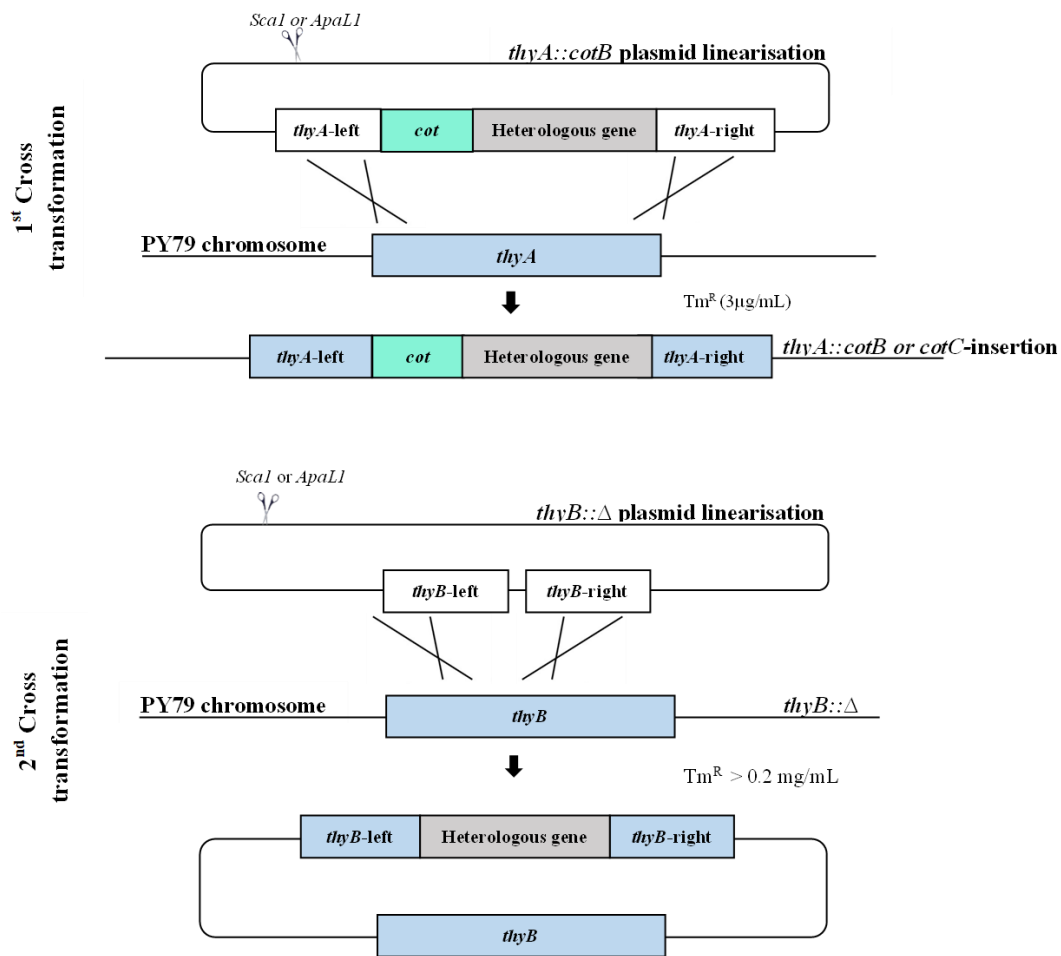 Sca1 or ApaL1
thyA::cotB plasmid linearisation
thyA-left
cot
Heterologous gene
thyA-right
1st Cross
transformation
PY79 chromosome
thyA
TmR (3µg/mL)
thyA-left
cot
Heterologous gene
thyA-right
thyA::cotB or cotC-insertion
Sca1 or ApaL1
thyB::Δ plasmid linearisation
thyB-left
thyB-right
2nd Cross
transformation
PY79 chromosome
thyB
thyB::Δ
TmR > 0.2 mg/mL
thyB-left
Heterologous gene
thyB-right
thyB